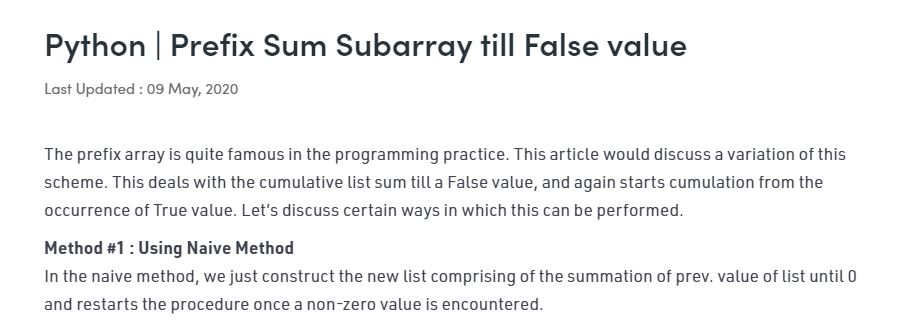 Python | Prefix Sum Subarray till False value
Last Updated : 09 May, 2020
The prefix array is quite famous in the programming practice. This article would discuss a variation of this
scheme. This deals with the cumulative list sum till a False value, and again starts cumulation from the
occurrence of True value. Let’s discuss certain ways in which this can be performed.
Method #1 : Using Naive Method
In the naive method, we just construct the new list comprising of the summation of prev. value of list until 0
and restarts the procedure once a non-zero value is encountered.